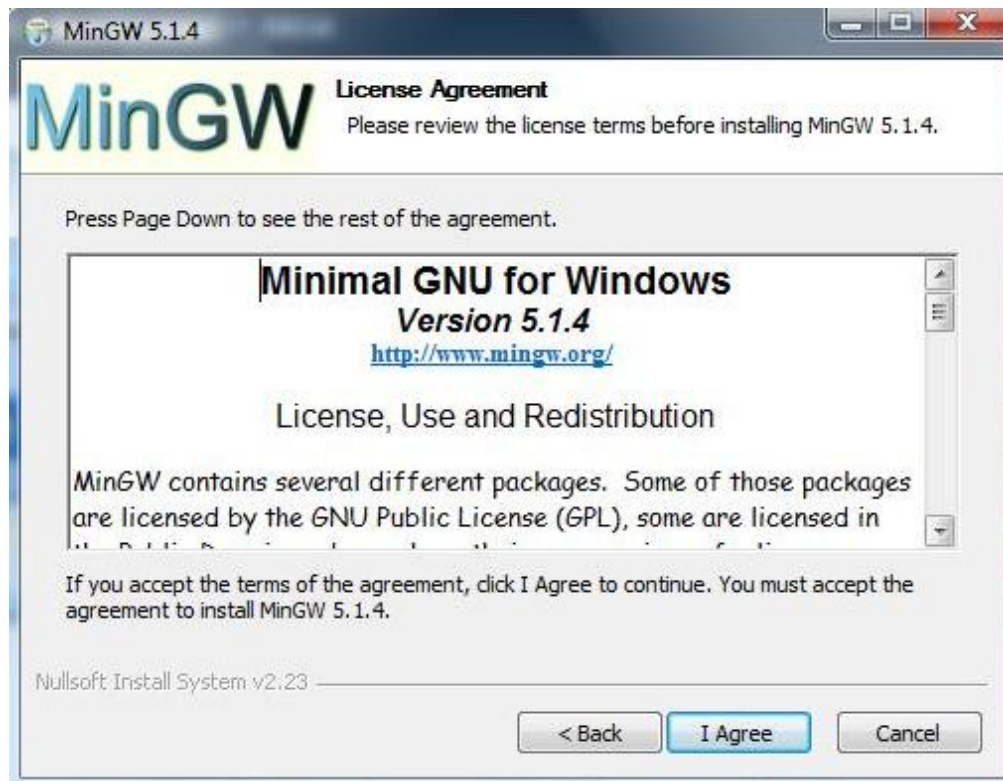 MinGW 5.1.4
MinGW
License Agreement
Please review the license terms before installing MinGW 5.1.4.
Press Page Down to see the rest of the agreement.
Minimal GNU for Windows
Version 5.1.4
http://www.mingw.org/
License, Use and Redistribution
MinGW contains several different packages. Some of those packages
are licensed by the GNU Public License (GPL), some are licensed in
If you accept the terms of the agreement, click I Agree to continue. You must accept the
agreement to install MinGW 5.1.4.
Nullsoft Install System v2.23
< Back
I Agree
Cancel